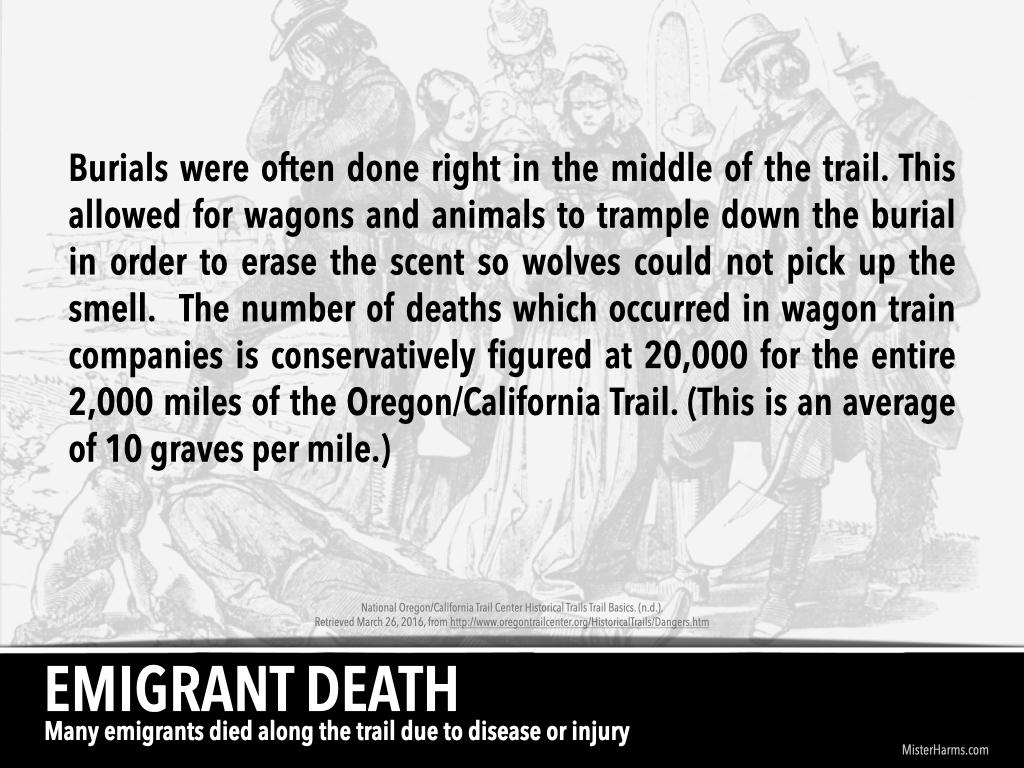 Burials were often done right in the middle of the trail. This
allowed for wagons and animals to trample down the burial
in order to erase the scent so wolves could not pick up the
smell.  The number of deaths which occurred in wagon train
companies is conservatively figured at 20,000 for the entire
2,000 miles of the Oregon/California Trail. (This is an average
of 10 graves per mile.)
National Oregon/California Trail Center Historical Trails Trail Basics. (n.d.).
Retrieved March 26, 2016, from http://www.oregontrailcenter.org/HistoricalTrails/Dangers.htm
EMIGRANT DEATH
Many emigrants died along the trail due to disease or injury
MisterHarms.com